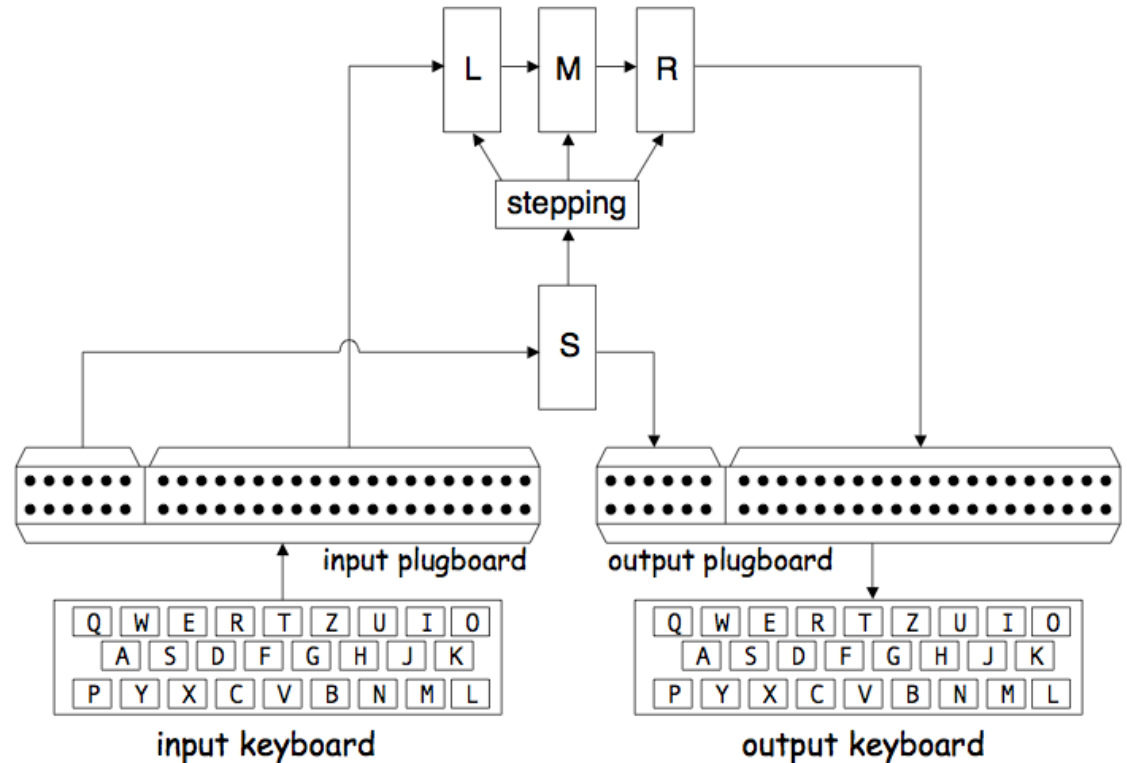 L M R
stepping
S
input plugboard
output plugboard
Q W E R T Z U I O
A S D F G H J K
P Y X C V B N M L
input keyboard
Q W E R T Z U I O
A S D F G H J K
P Y X C V B N M L
output keyboard